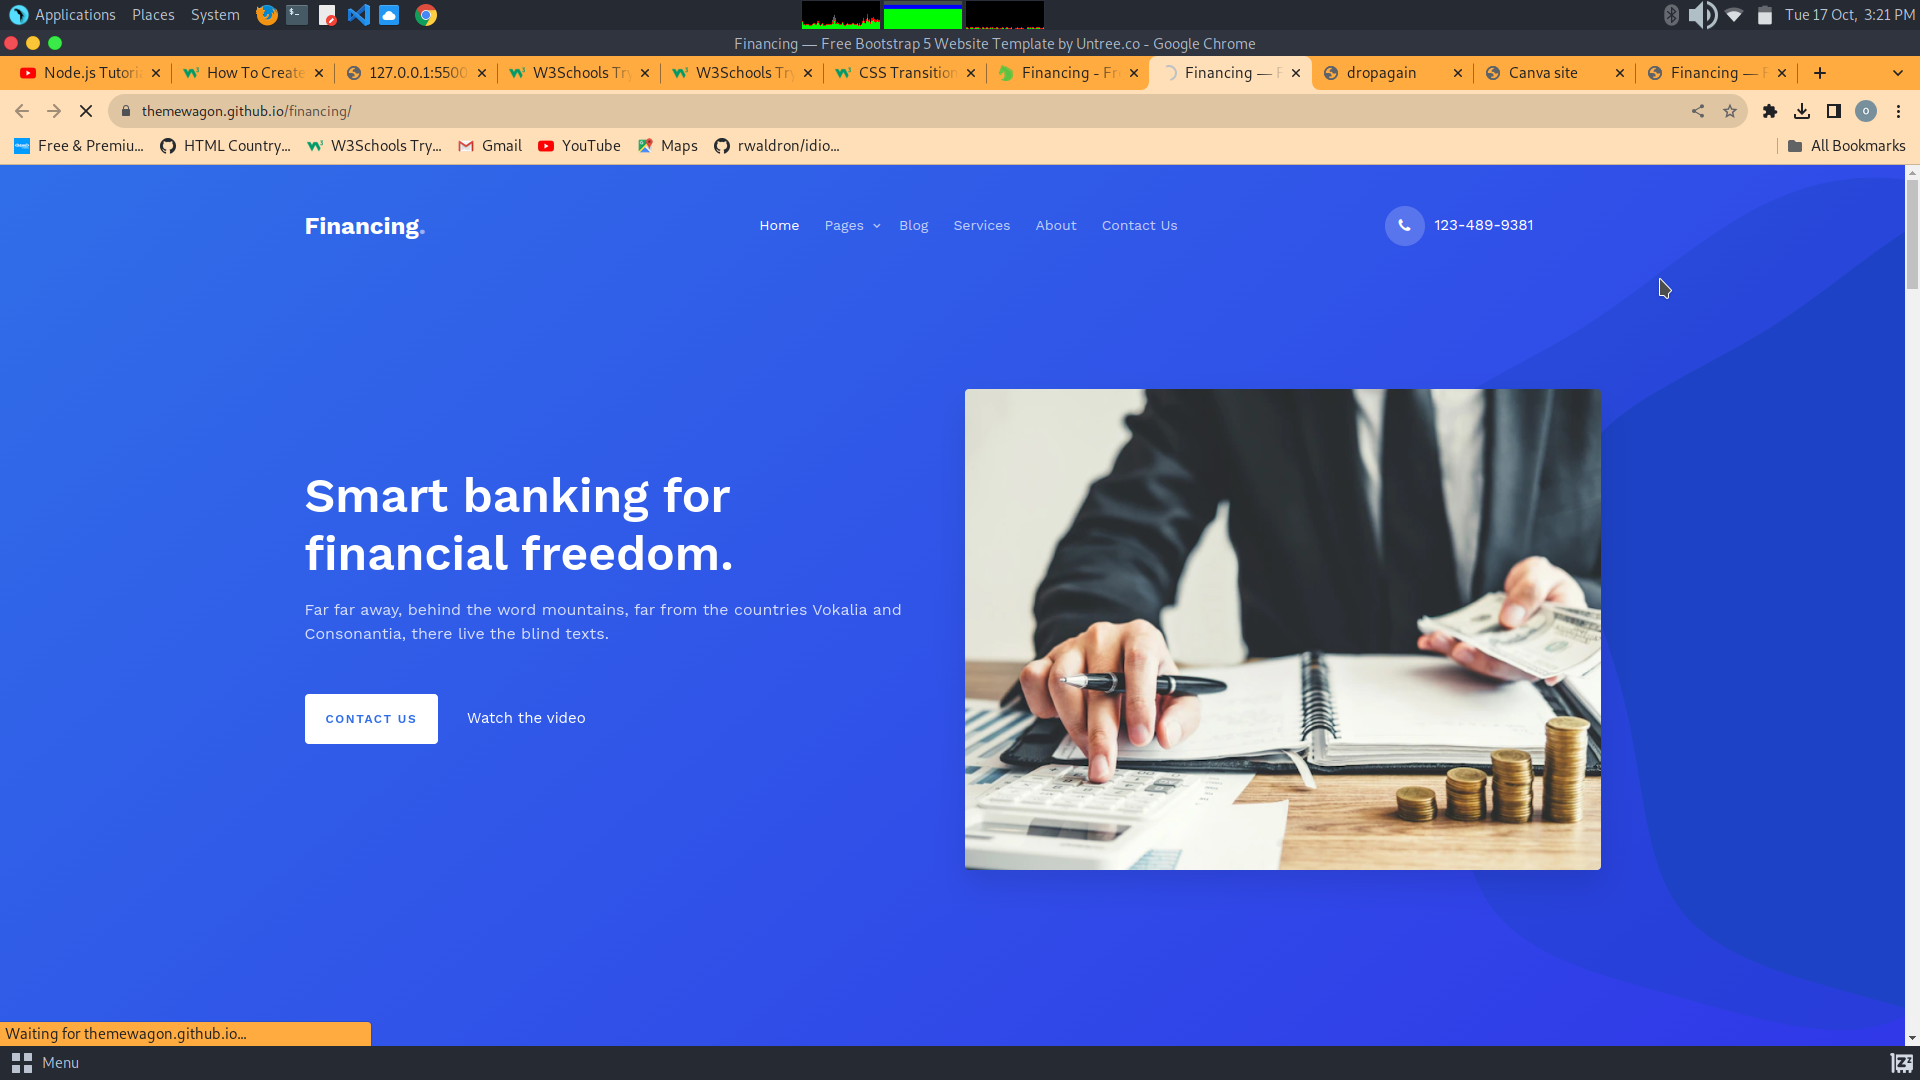 Applications Places System
Tue 17 Oct, 3:21 PM
Financing — Free Bootstrap 5 Website Template by Untree.co - Google Chrome
Node.js Tutori
How To Create
127.0.0.1:5500
W3Schools Try
W3Schools Try
CSS Transition
Financing - Fr
Financing — F
dropagain
Canva site
Financing — F
themewagon.github.io/financing/
O
Free & Premiu...
HTML Country...
W3Schools Try...
Gmail
YouTube
Maps
rwaldron/idio...
All Bookmarks
Financing.
Home Pages Blog Services About Contact Us
123-489-9381
Smart banking for
financial freedom.
Far far away, behind the word mountains, far from the countries Vokalia and
Consonantia, there live the blind texts.
CONTACT US
Watch the video
Waiting for themewagon.github.io...
Menu